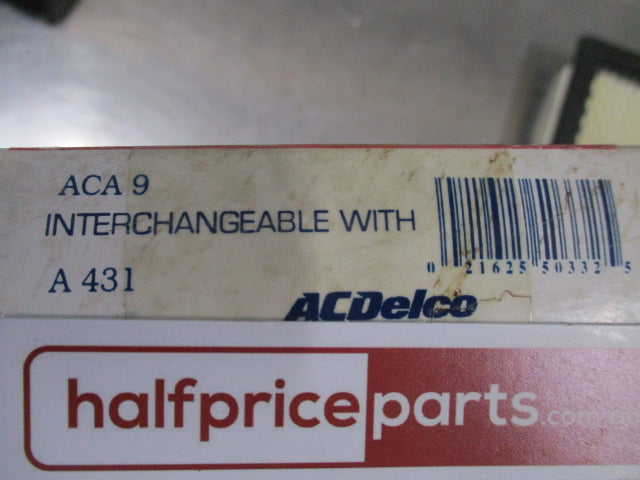 ACA 9
INTERCHANGEABLE WITH
A 431
0 21625 50332 5
ACDelco
halfpriceparts.com.au